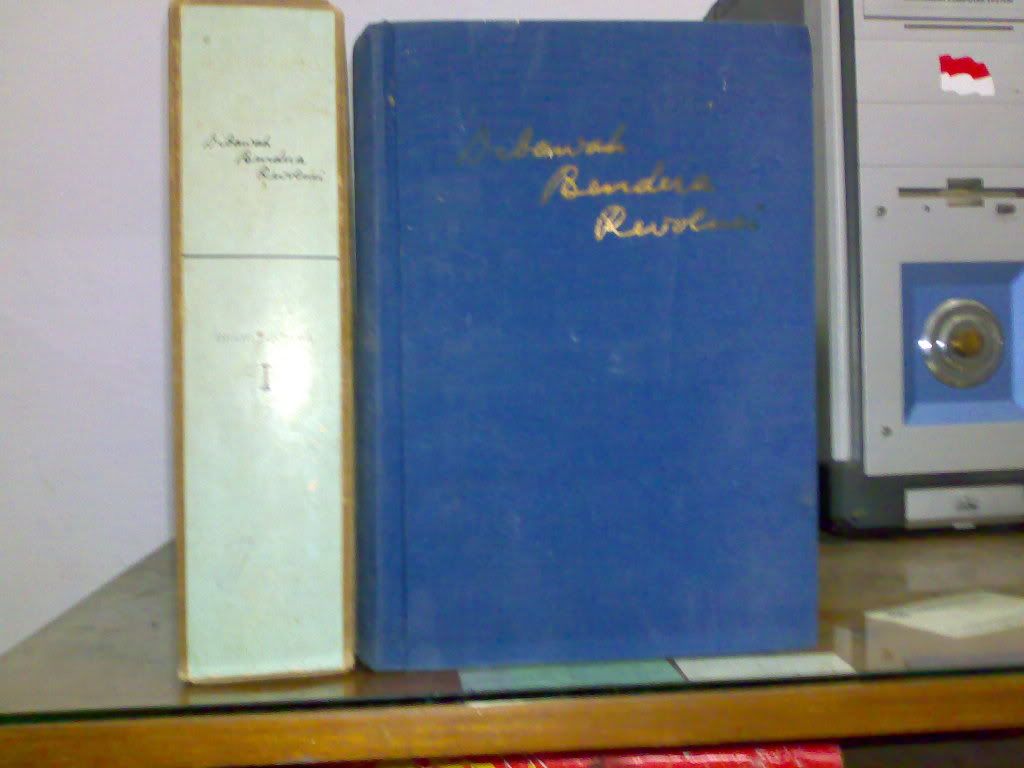 Dibawah
Bendera
Revolusi
I
Dibawah
Bendera
Revolusi